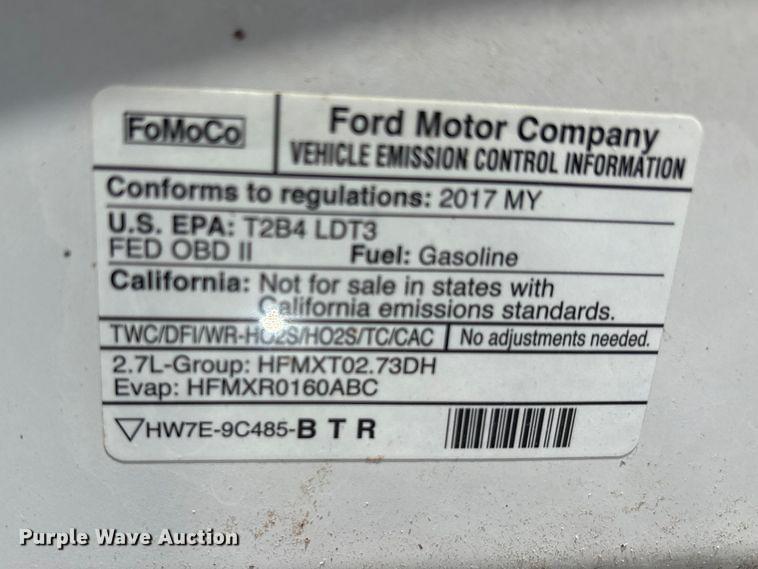 FoMoCo
Ford Motor Company
VEHICLE EMISSION CONTROL INFORMATION
Conforms to regulations: 2017 MY
U.S. EPA: T2B4 LDT3
FED OBD II Fuel: Gasoline
California: Not for sale in states with
California emissions standards.
TWC/DFI/WR-HO2S/HO2S/TC/CAC No adjustments needed.
2.7L-Group: HFMXT02.73DH
Evap: HFMXR0160ABC
HW7E-9C485-B T R
Purple Wave Auction